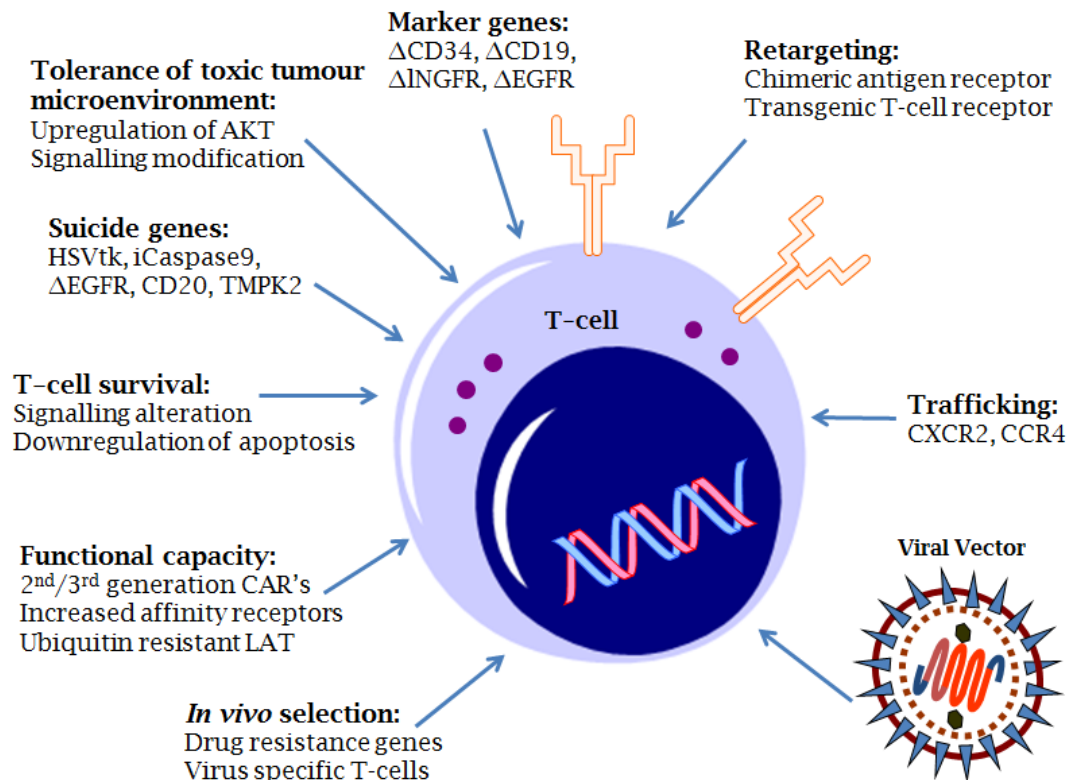 Marker genes:
ΔCD34, ΔCD19,
ΔlNGFR, ΔEGFR
Retargeting:
Chimeric antigen receptor
Transgenic T-cell receptor
Tolerance of toxic tumour
microenvironment:
Upregulation of AKT
Signalling modification
Suicide genes:
HSVtk, iCaspase9,
ΔEGFR, CD20, TMPK2
T-cell
T-cell survival:
Signalling alteration
Downregulation of apoptosis
Trafficking:
CXCR2, CCR4
Functional capacity:
2nd/3rd generation CAR's
Increased affinity receptors
Ubiquitin resistant LAT
Viral Vector
In vivo selection:
Drug resistance genes
Virus specific T-cells